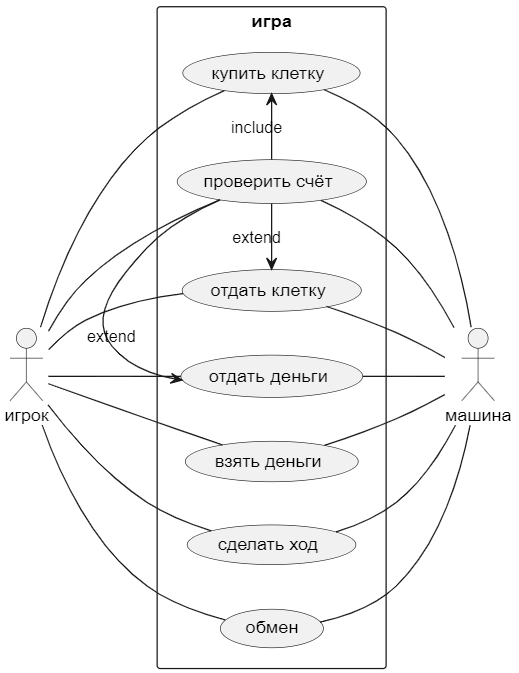 игра
купить клетку
include
проверить счёт
extend
отдать клетку
extend
отдать деньги
игрок
машина
взять деньги
сделать ход
обмен